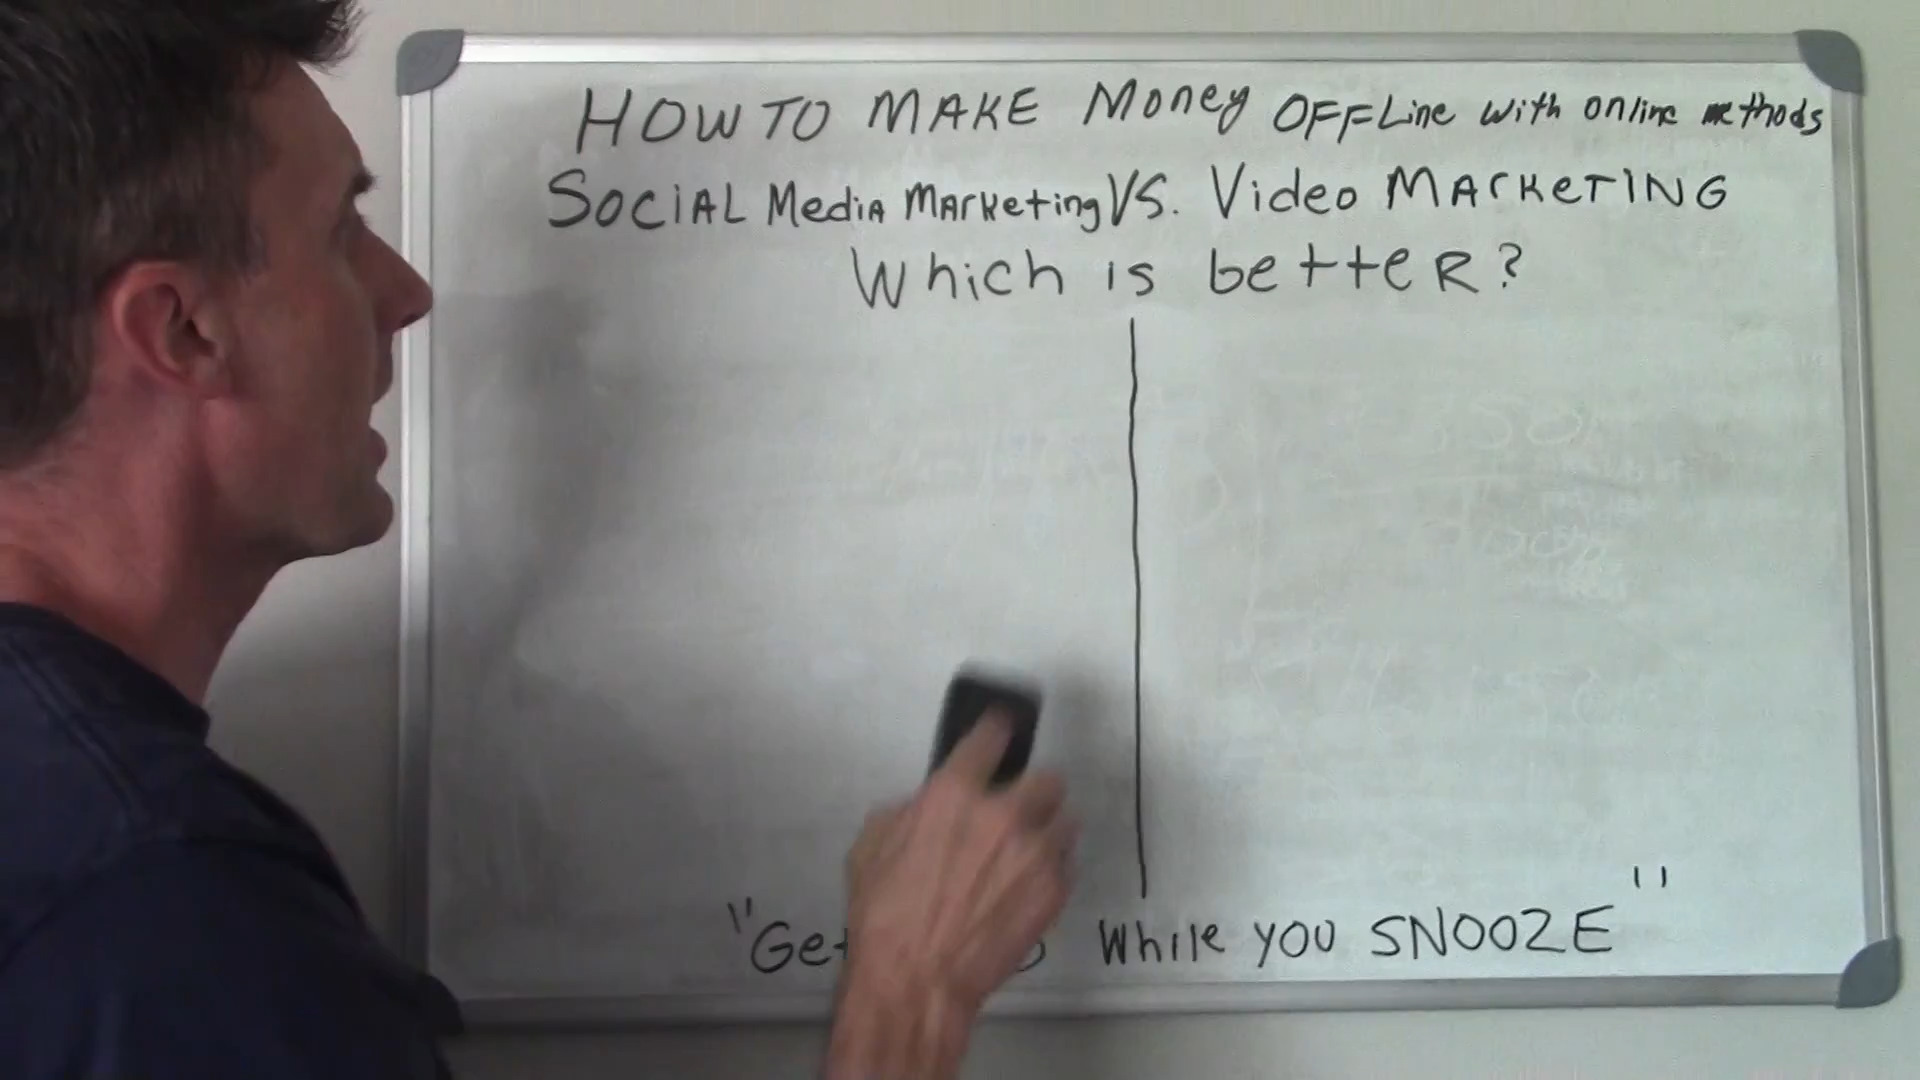 HOW TO MAKE Money OFFLine with online methods
SOCIAL Media Marketing VS. Video MARKETING
Which is better?
"Get While you SNOOZE"